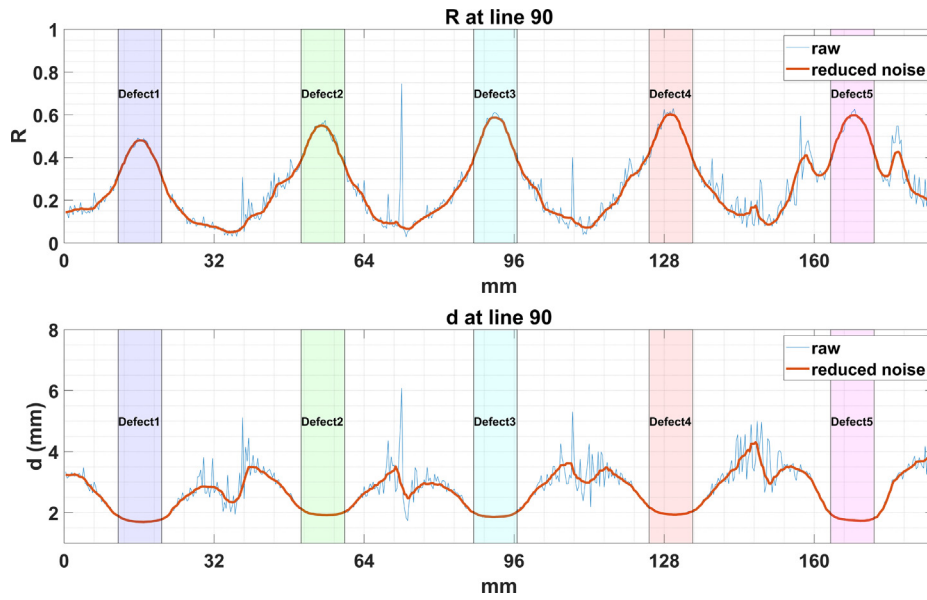 R at line 90
1
0.8
0.6
0.4
0.2
0
R
raw
reduced noise
Defect1
Defect2
Defect3
Defect4
Defect5
0
32
64
96
128
160
mm
d at line 90
8
6
4
2
d (mm)
raw
reduced noise
Defect1
Defect2
Defect3
Defect4
Defect5
0
32
64
96
128
160
mm